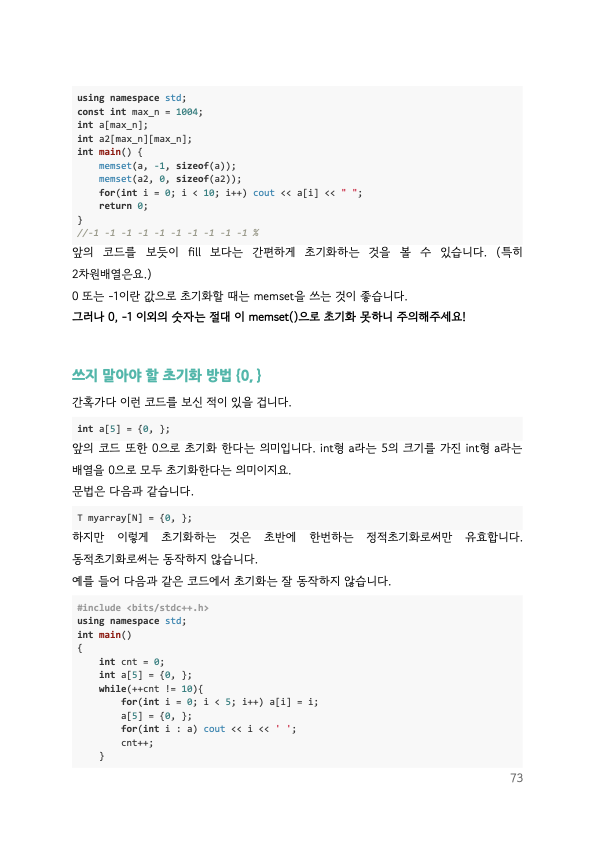 using namespace std;
const int max_n = 1004;
int a[max_n];
int a2[max_n][max_n];
int main() {
    memset(a, -1, sizeof(a));
    memset(a2, 0, sizeof(a2));
    for(int i = 0; i < 10; i++) cout << a[i] << " ";
    return 0;
}
//-1 -1 -1 -1 -1 -1 -1 -1 -1 -1 %
앞의 코드를 보듯이 fill 보다는 간편하게 초기화하는 것을 볼 수 있습니다. (특히
2차원배열은요.)
0 또는 -1이란 값으로 초기화할 때는 memset을 쓰는 것이 좋습니다.
그러나 0, -1 이외의 숫자는 절대 이 memset()으로 초기화 못하니 주의해주세요!
쓰지 말아야 할 초기화 방법 {0, }
간혹가다 이런 코드를 보신 적이 있을 겁니다.
int a[5] = {0, };
앞의 코드 또한 0으로 초기화 한다는 의미입니다. int형 a라는 5의 크기를 가진 int형 a라는
배열을 0으로 모두 초기화한다는 의미이지요.
문법은 다음과 같습니다.
T myarray[N] = {0, };
하지만 이렇게 초기화하는 것은 초반에 한번하는 정적초기화로써만 유효합니다.
동적초기화로써는 동작하지 않습니다.
예를 들어 다음과 같은 코드에서 초기화는 잘 동작하지 않습니다.
#include <bits/stdc++.h>
using namespace std;
int main()
{
    int cnt = 0;
    int a[5] = {0, };
    while(++cnt != 10){
        for(int i = 0; i < 5; i++) a[i] = i;
        a[5] = {0, };
        for(int i : a) cout << i << ' ';
        cnt++;
    }
73